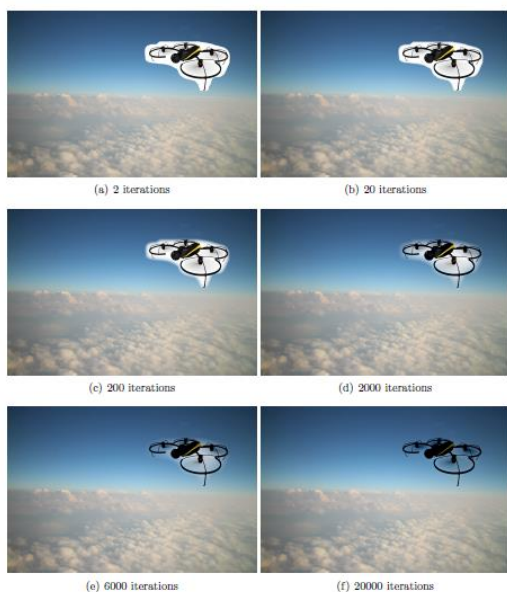 (a) 2 iterations
(b) 20 iterations
(c) 200 iterations
(d) 2000 iterations
(e) 6000 iterations
(f) 20000 iterations